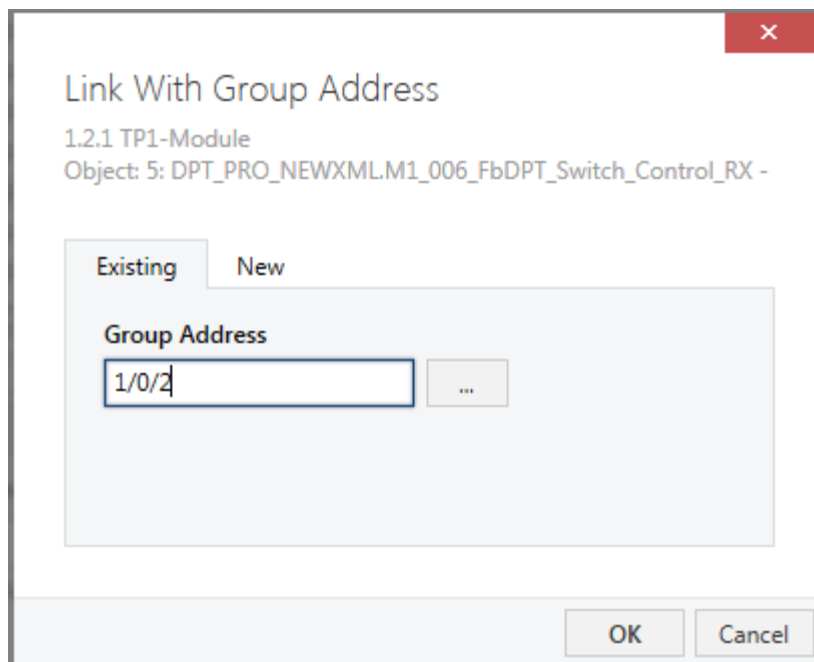 Link With Group Address
1.2.1 TP1-Module
Object: 5: DPT_PRO_NEWXML.M1_006_FbDPT_Switch_Control_RX -
Existing New
Group Address
1/0/2 ...
OK Cancel